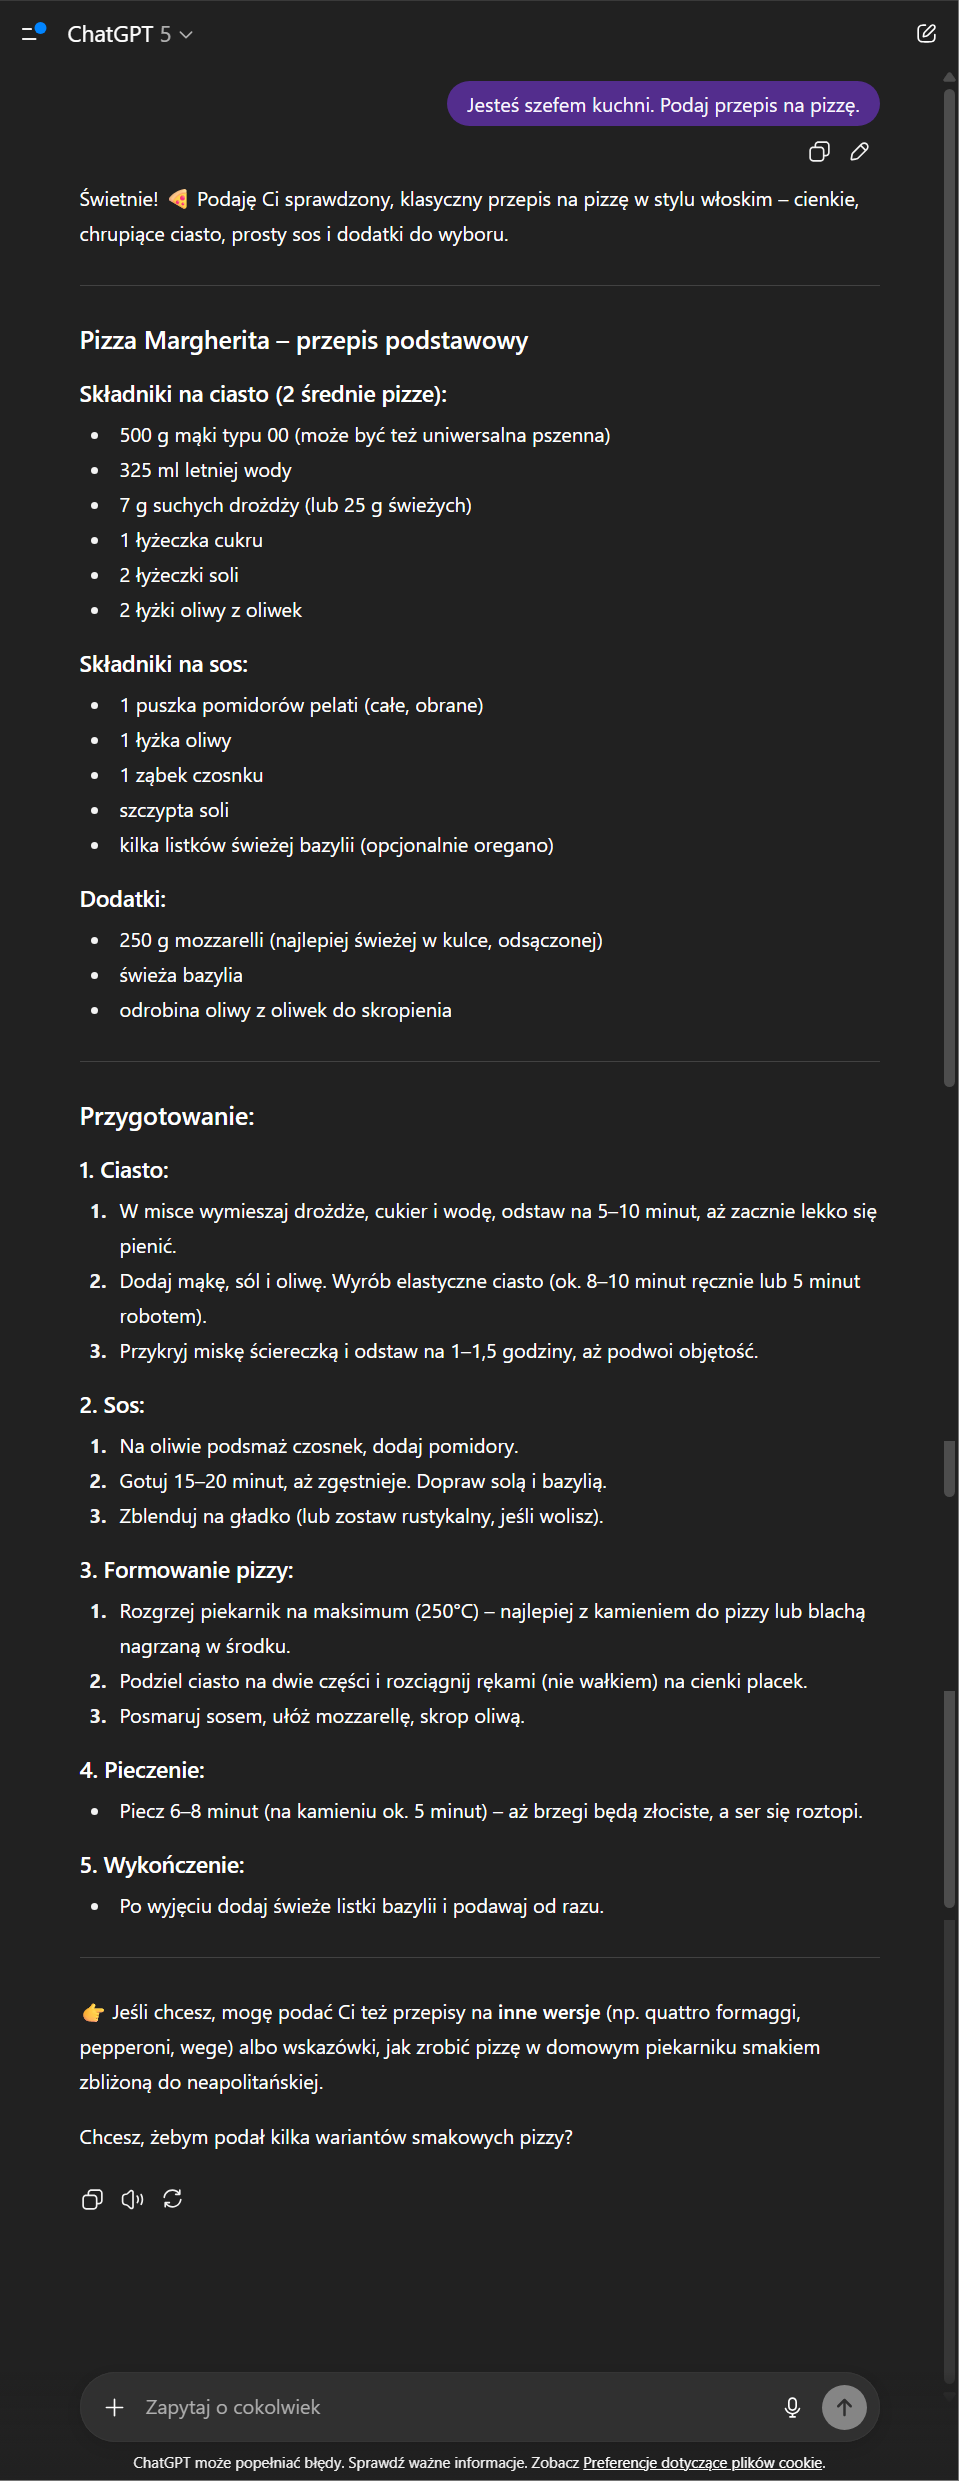 ChatGPT 5
Jesteś szefem kuchni. Podaj przepis na pizzę.
Świetnie! 🍕 Podaję Ci sprawdzony, klasyczny przepis na pizzę w stylu włoskim – cienkie,
chrupiące ciasto, prosty sos i dodatki do wyboru.
Pizza Margherita – przepis podstawowy
Składniki na ciasto (2 średnie pizze):
• 500 g mąki typu 00 (może być też uniwersalna pszenna)
• 325 ml letniej wody
• 7 g suchych drożdży (lub 25 g świeżych)
• 1 łyżeczka cukru
• 2 łyżeczki soli
• 2 łyżki oliwy z oliwek
Składniki na sos:
• 1 puszka pomidorów pelati (całe, obrane)
• 1 łyżka oliwy
• 1 ząbek czosnku
• szczypta soli
• kilka listków świeżej bazylii (opcjonalnie oregano)
Dodatki:
• 250 g mozzarelli (najlepiej świeżej w kulce, odsączonej)
• świeża bazylia
• odrobina oliwy z oliwek do skropienia
Przygotowanie:
1. Ciasto:
1. W misce wymieszaj drożdże, cukier i wodę, odstaw na 5–10 minut, aż zacznie lekko się
pienić.
2. Dodaj mąkę, sól i oliwę. Wyrób elastyczne ciasto (ok. 8–10 minut ręcznie lub 5 minut
robotem).
3. Przykryj miskę ściereczką i odstaw na 1–1,5 godziny, aż podwoi objętość.
2. Sos:
1. Na oliwie podsmaż czosnek, dodaj pomidory.
2. Gotuj 15–20 minut, aż zgęstnieje. Dopraw solą i bazylią.
3. Zblenduj na gładko (lub zostaw rustykalny, jeśli wolisz).
3. Formowanie pizzy:
1. Rozgrzej piekarnik na maksimum (250°C) – najlepiej z kamieniem do pizzy lub blachą
nagrzaną w środku.
2. Podziel ciasto na dwie części i rozciągnij rękami (nie wałkiem) na cienki placek.
3. Posmaruj sosem, ułóż mozzarellę, skrop oliwą.
4. Pieczenie:
• Piecz 6–8 minut (na kamieniu ok. 5 minut) – aż brzegi będą złociste, a ser się roztopi.
5. Wykończenie:
• Po wyjęciu dodaj świeże listki bazylii i podawaj od razu.
👉 Jeśli chcesz, mogę podać Ci też przepisy na inne wersje (np. quattro formaggi,
pepperoni, wege) albo wskazówki, jak zrobić pizzę w domowym piekarniku smakiem
zbliżoną do neapolitańskiej.
Chcesz, żebym podał kilka wariantów smakowych pizzy?
Zapytaj o cokolwiek
ChatGPT może popełniać błędy. Sprawdź ważne informacje. Zobacz Preferencje dotyczące plików cookie.